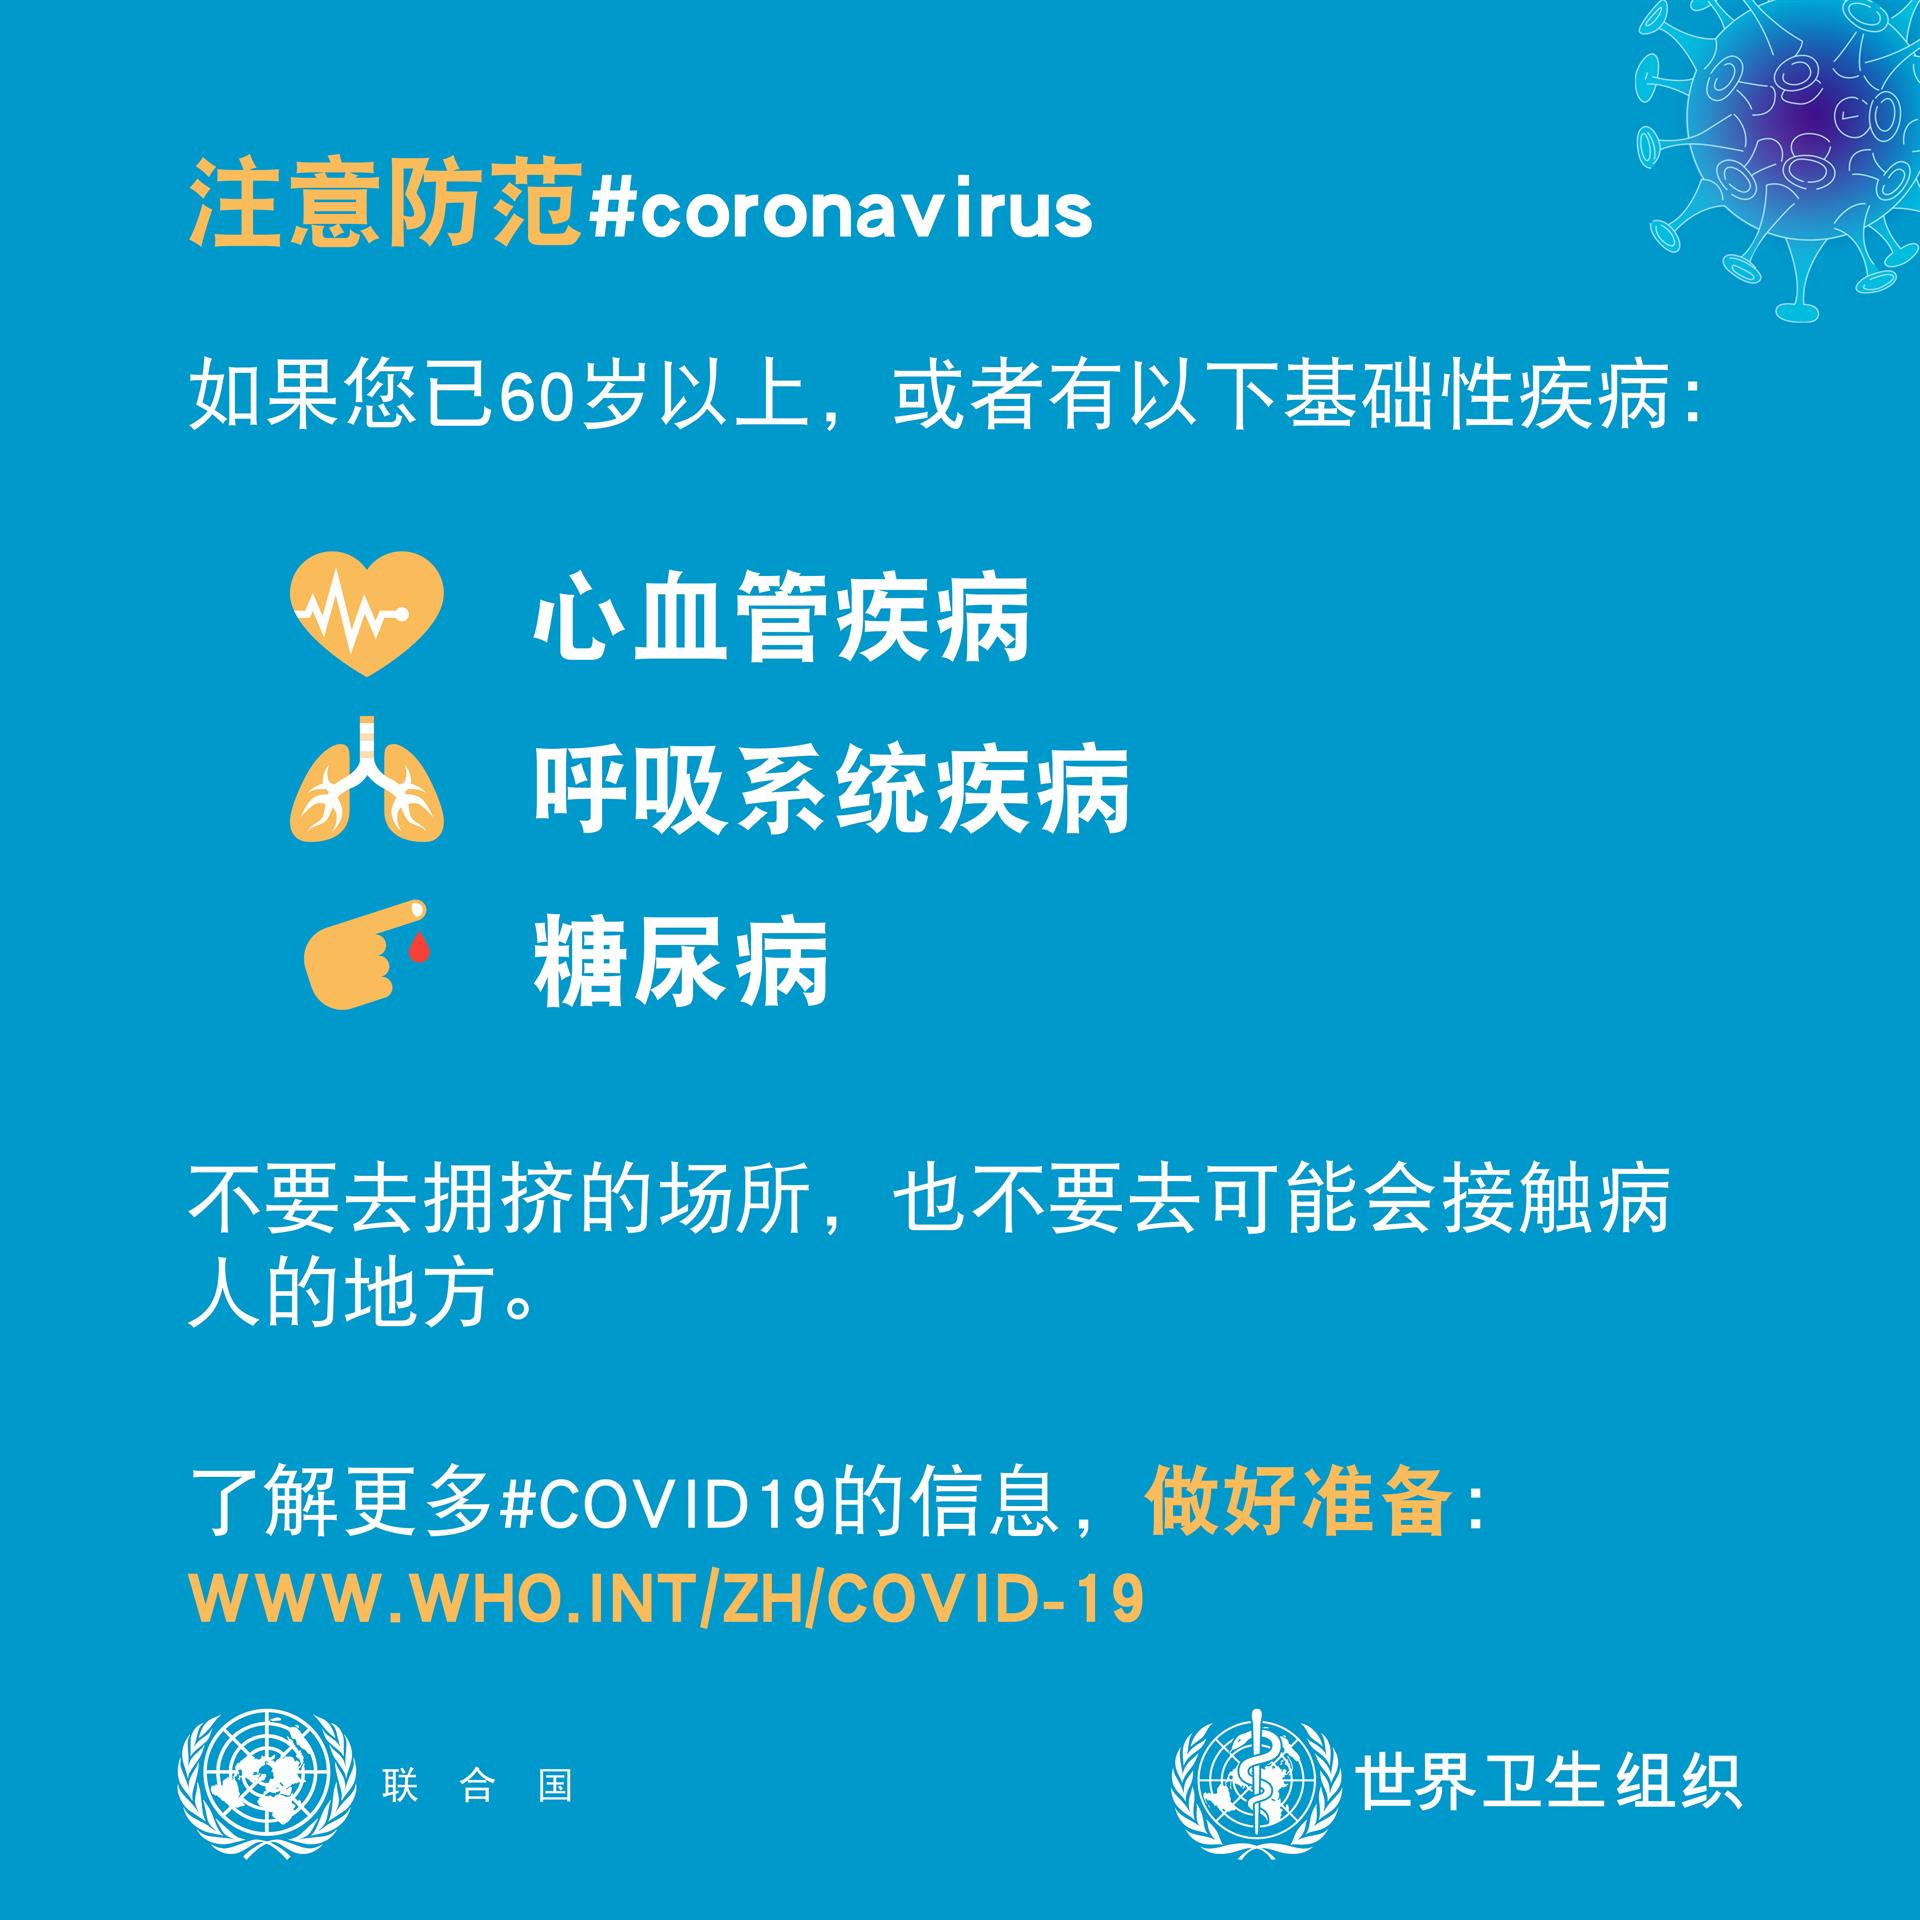 注意防范#coronavirus
如果您已60岁以上，或者有以下基础性疾病：
心血管疾病
呼吸系统疾病
糖尿病
不要去拥挤的场所，也不要去可能会接触病
人的地方。
了解更多#COVID19的信息，做好准备：
WWW.WHO.INT/ZH/COVID-19
联合国
世界卫生组织